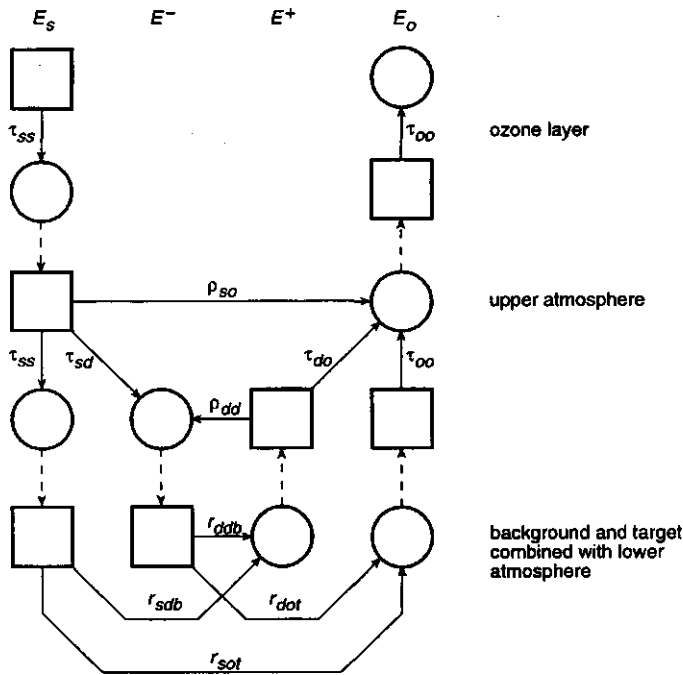 E_s E^- E^+ E_o
τ_ss τ_oo ozone layer
ρ_so upper atmosphere
τ_ss τ_sd τ_do τ_oo
ρ_dd
r_ddb background and target
combined with lower
atmosphere
r_sdb r_dot
r_sot